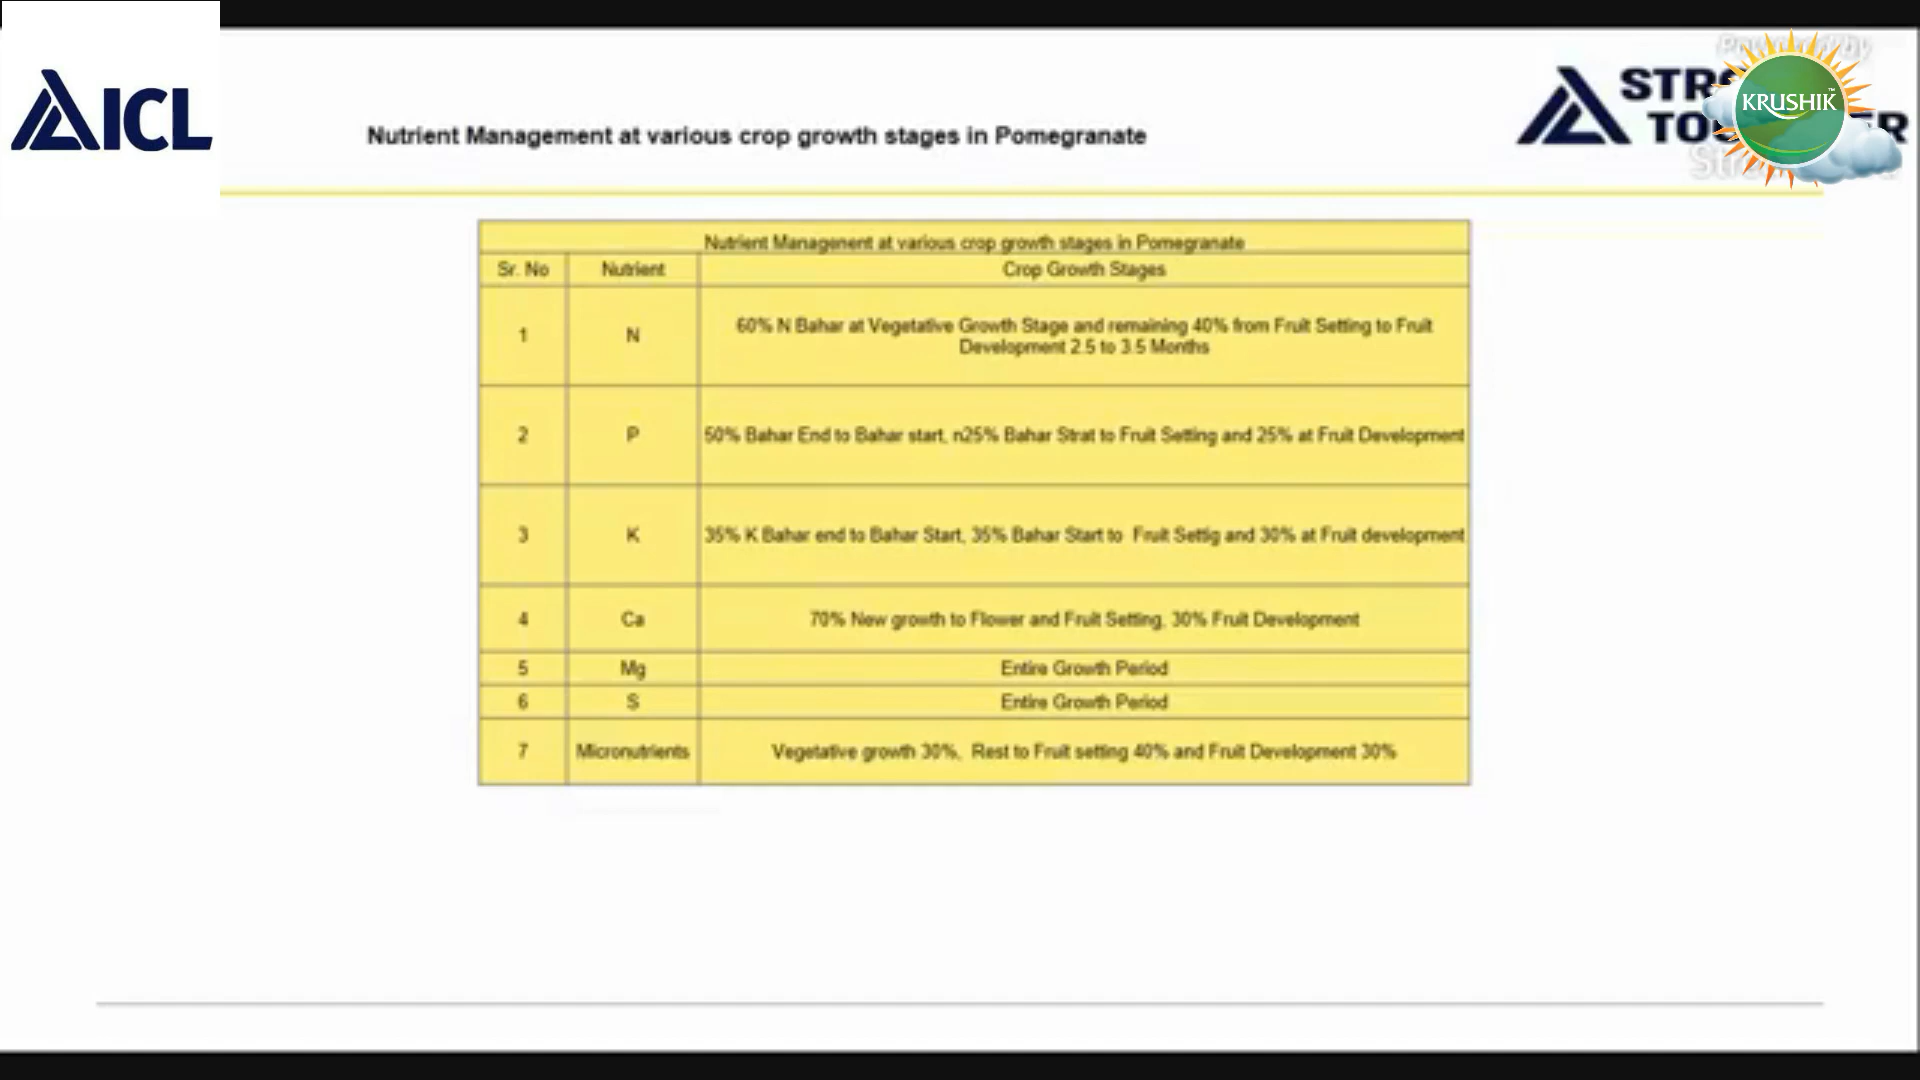 Powered by
ICL
KRUSHIK™
Nutrient Management at various crop growth stages in Pomegranate
Nutrient Managenent at various crop growth stages in Pomegranate
Sr. No Nutrient Crop Growth Stages
1 N 60% N Bahar at Vegetative Growth Stage and remaining 40% from Fruit Setting to Fruit
Development 2.5 to 3.5 Months
2 P 50% Bahar End to Bahar start, n25% Bahar Strat to Fruit Setting and 25% at Fruit Development
3 K 35% K Bahar end to Bahar Start, 35% Bahar Start to Fruit Settig and 30% at Fruit development
4 Ca 70% New growth to Flower and Fruit Setting, 30% Fruit Development
5 Mg Entire Growth Period
6 S Entire Growth Period
7 Micronutrients Vegetative growth 30%, Rest to Fruit setting 40% and Fruit Development 30%